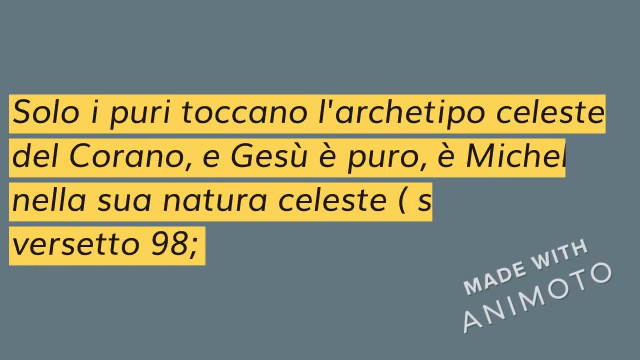 Solo i puri toccano l'archetipo celeste
del Corano, e Gesù è puro, è Michel
nella sua natura celeste ( s
versetto 98;
MADE WITH
ANIMOTO